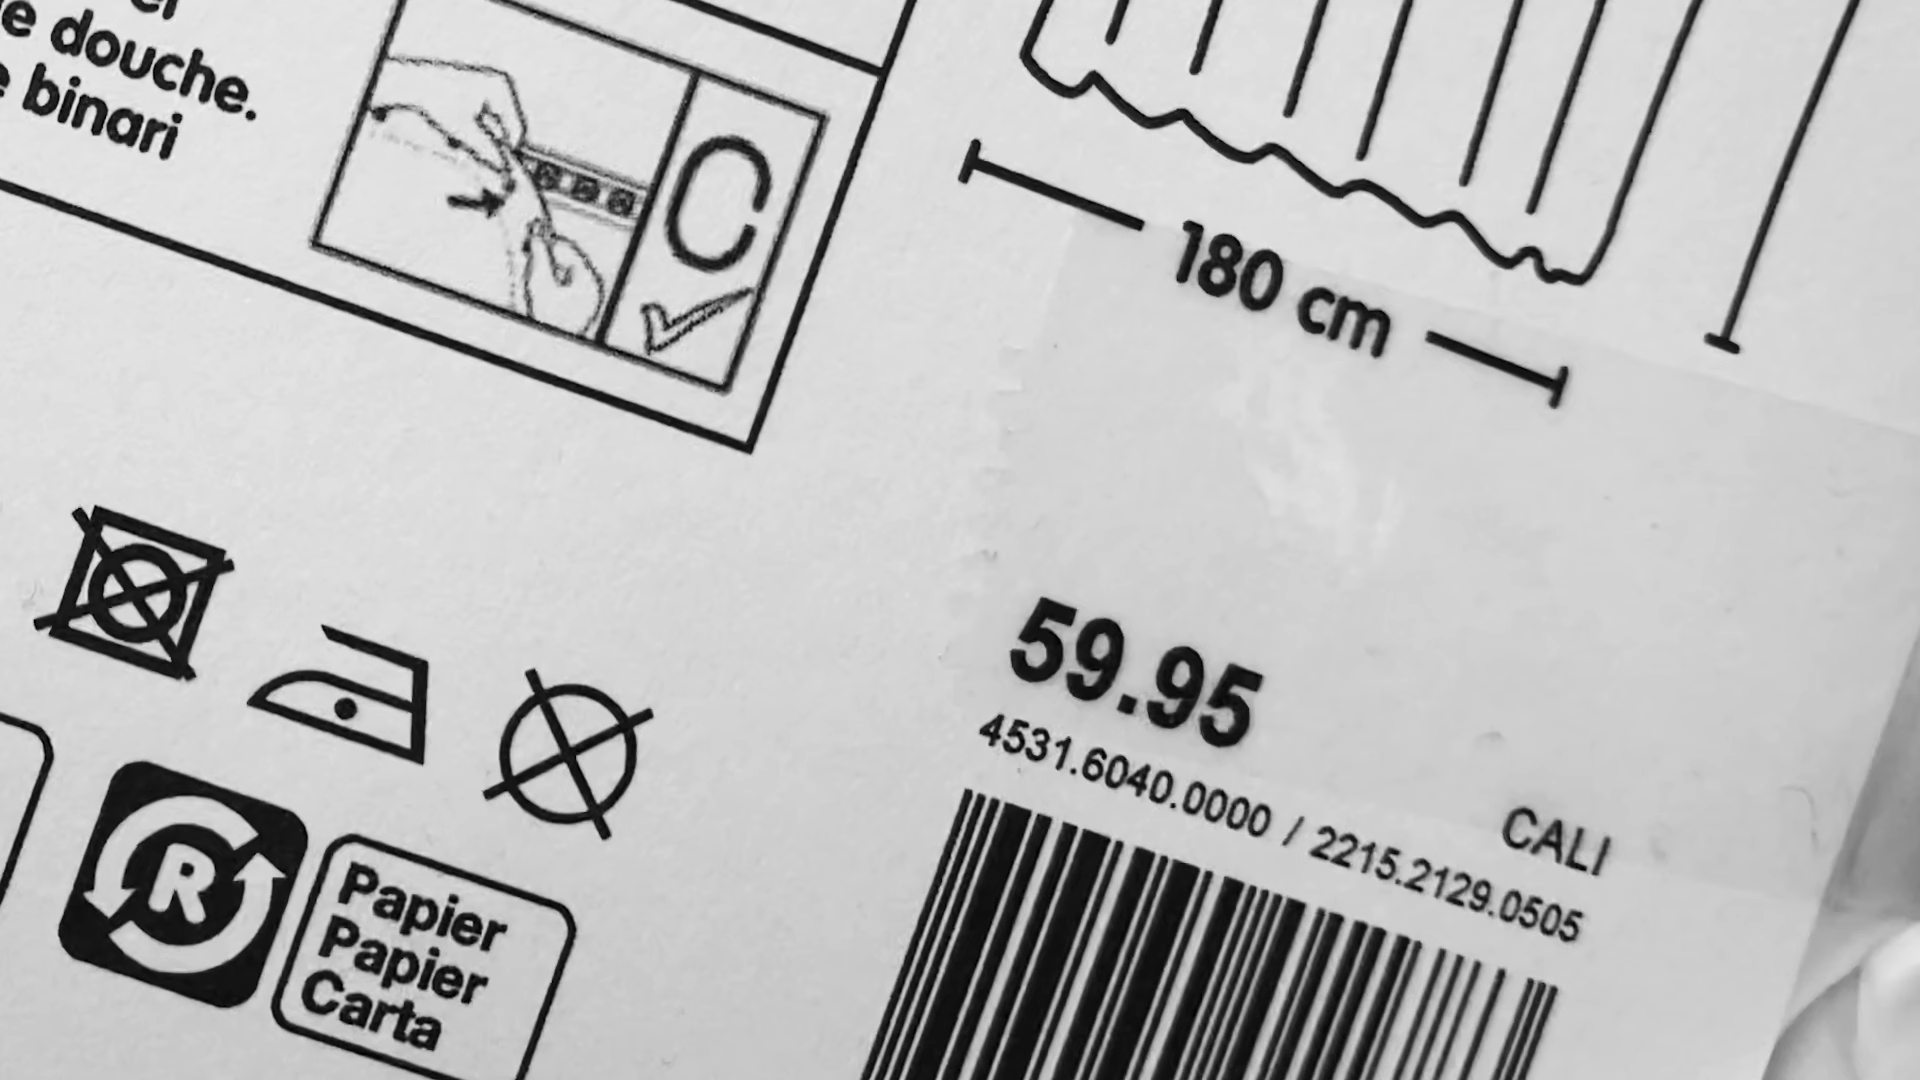 e douche.
binari
C
180 cm
59.95
4531.6040.0000 / 2215.2129.0505
CALI
R
Papier
Papier
Carta